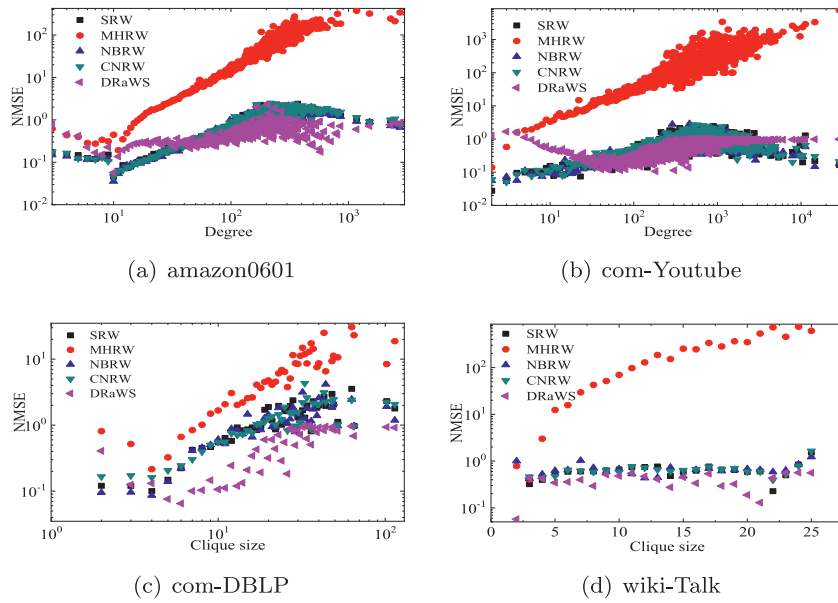 NMSE
10^2
10^1
10^0
10^-1
10^-2
SRW
MHRW
NBRW
CNRW
DRaWS
10^1
10^2
10^3
Degree
(a) amazon0601
NMSE
10^3
10^2
10^1
10^0
10^-1
10^-2
SRW
MHRW
NBRW
CNRW
DRaWS
10^1
10^2
10^3
10^4
Degree
(b) com-Youtube
NMSE
10^1
10^0
10^-1
SRW
MHRW
NBRW
CNRW
DRaWS
10^0
10^1
10^2
Clique size
(c) com-DBLP
NMSE
10^2
10^1
10^0
10^-1
SRW
MHRW
NBRW
CNRW
DRaWS
0 5 10 15 20 25
Clique size
(d) wiki-Talk